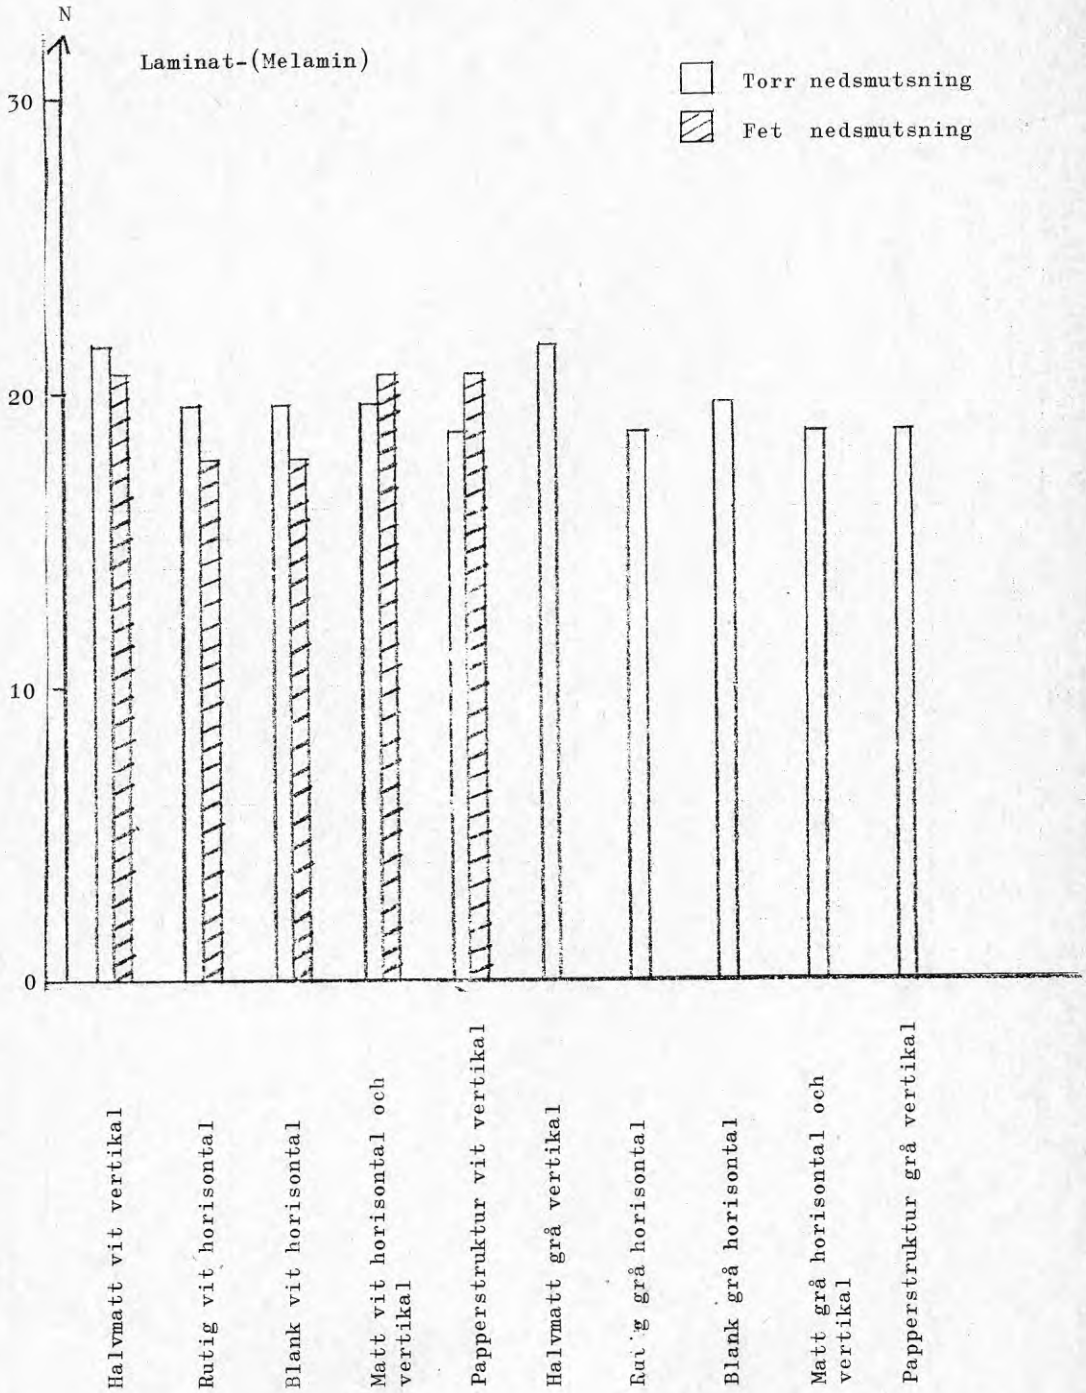 N
Laminat-(Melamin)
Torr nedsmutsning
Fet nedsmutsning
30
20
10
0
Halvmatt vit vertikal
Rutig vit horisontal
Blank vit horisontal
Matt vit horisontal och
vertikal
Papperstruktur vit vertikal
Halvmatt grå vertikal
grå horisontal
Blank grå horisontal
Matt grå horisontal och
vertikal
Papperstruktur grå vertikal